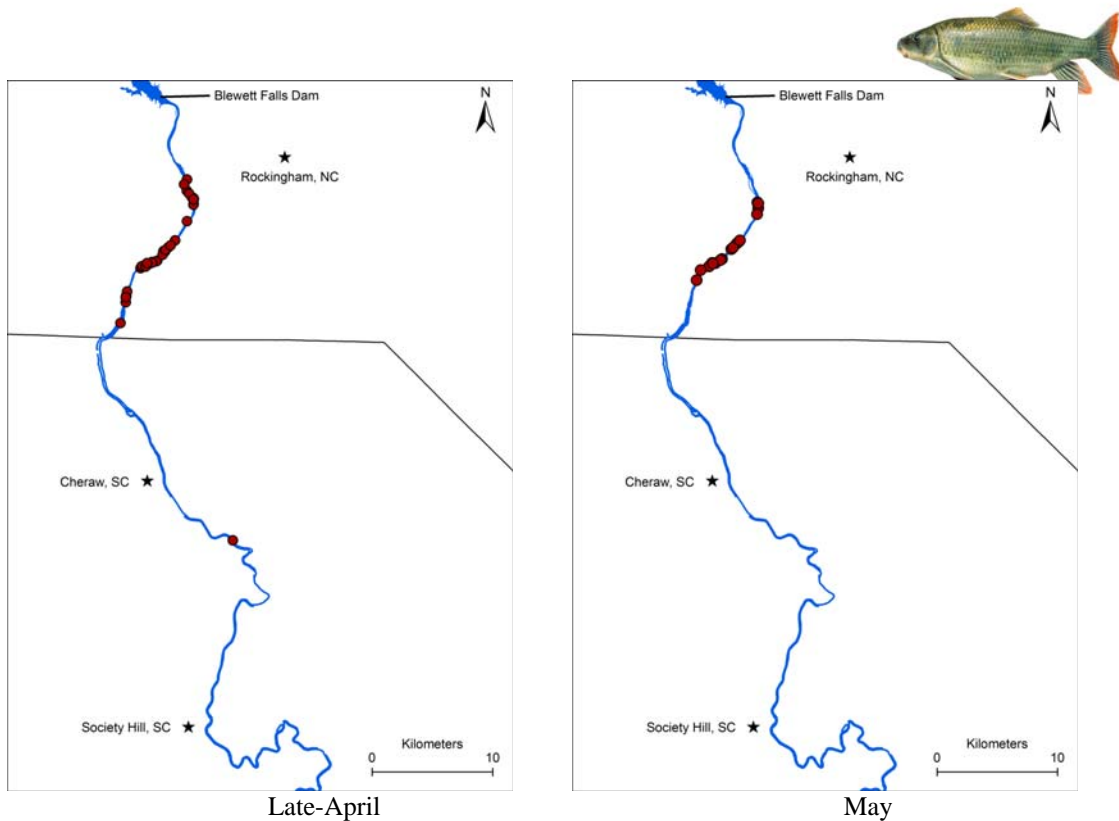 Blewett Falls Dam
N
Rockingham, NC
Cheraw, SC
Society Hill, SC
Kilometers
0 10
Late-April
Blewett Falls Dam
N
Rockingham, NC
Cheraw, SC
Society Hill, SC
Kilometers
0 10
May